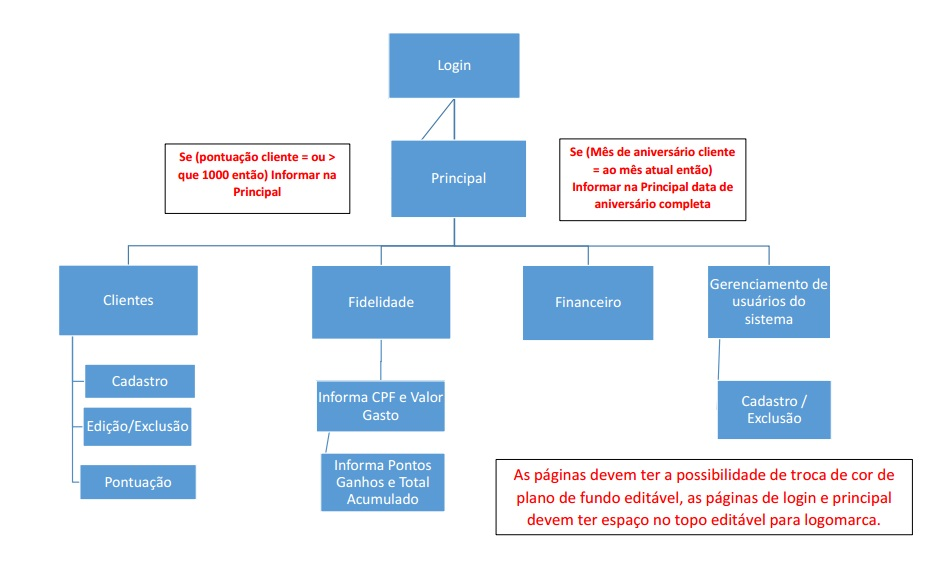 Login
Se (pontuação cliente = ou >
que 1000 então) Informar na
Principal
Principal
Se (Mês de aniversário cliente
= ao mês atual então)
Informar na Principal data de
aniversário completa
Clientes
Fidelidade
Financeiro
Gerenciamento de
usuários do
sistema
Cadastro
Edição/Exclusão
Pontuação
Informa CPF e Valor
Gasto
Informa Pontos
Ganhos e Total
Acumulado
Cadastro /
Exclusão
As páginas devem ter a possibilidade de troca de cor de
plano de fundo editável, as páginas de login e principal
devem ter espaço no topo editável para logomarca.